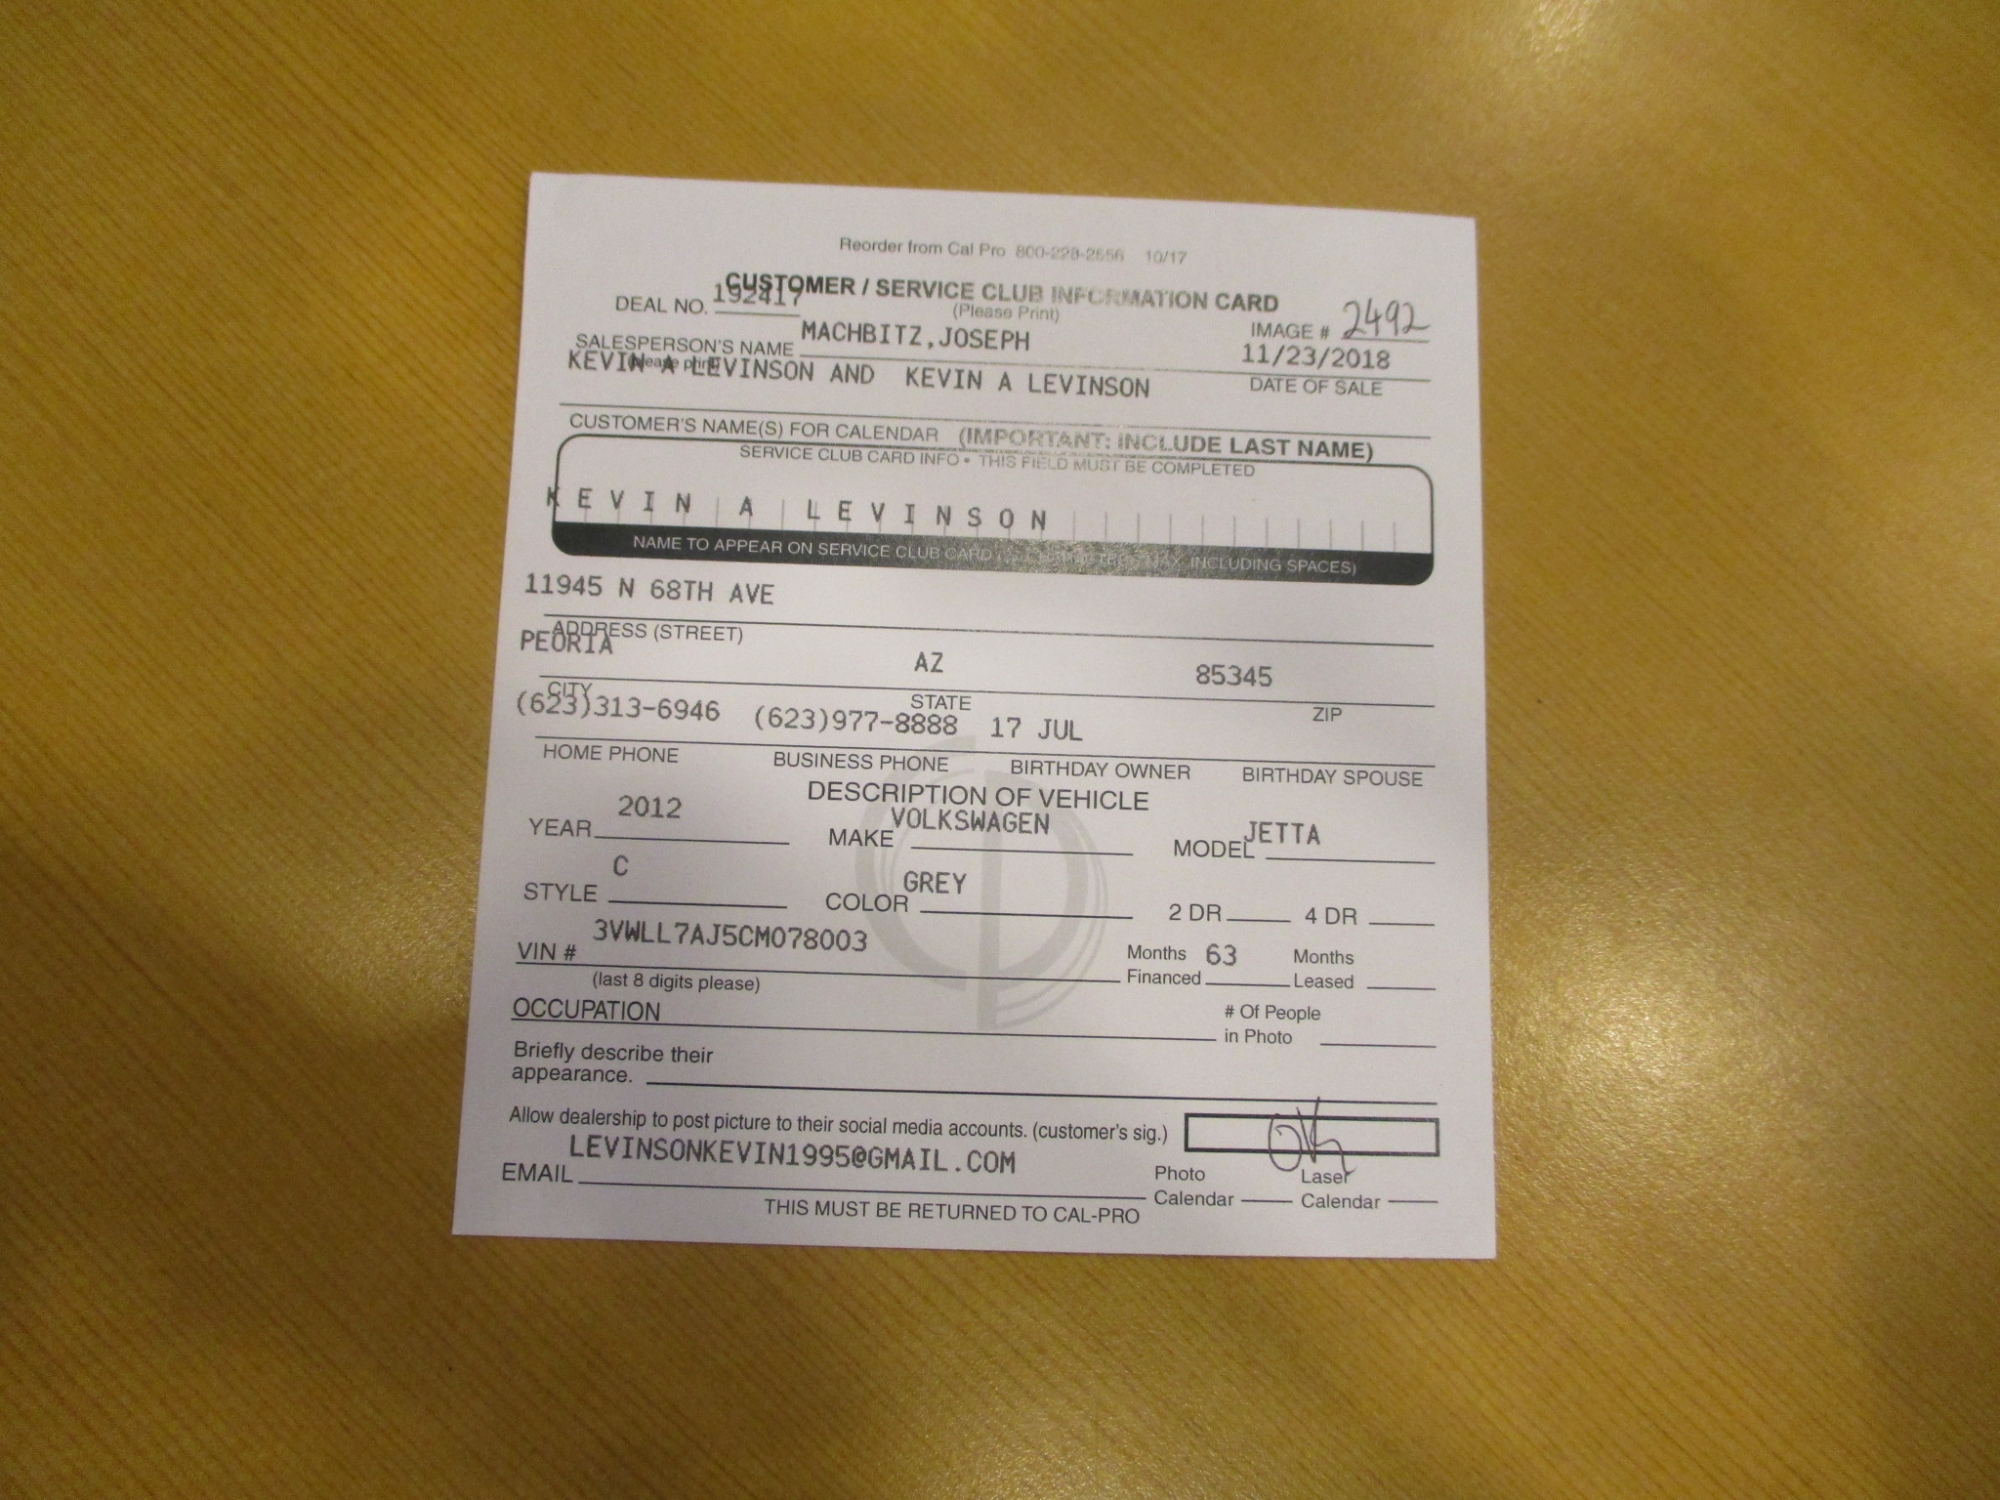 Reorder from Cal Pro 800-228-2656 10/17
CUSTOMER / SERVICE CLUB INFORMATION CARD
(Please Print)
DEAL NO. 192417
IMAGE # 2492
SALESPERSON'S NAME MACHBITZ,JOSEPH
(please print)
11/23/2018
DATE OF SALE
KEVIN A LEVINSON AND KEVIN A LEVINSON
CUSTOMER'S NAME(S) FOR CALENDAR (IMPORTANT: INCLUDE LAST NAME)
SERVICE CLUB CARD INFO • THIS FIELD MUST BE COMPLETED
KEVIN A LEVINSON
NAME TO APPEAR ON SERVICE CLUB CARD MAX. INCLUDING SPACES)
11945 N 68TH AVE
ADDRESS (STREET)
PEORIA AZ 85345
CITY STATE ZIP
(623)313-6946 (623)977-8888 17 JUL
HOME PHONE BUSINESS PHONE BIRTHDAY OWNER BIRTHDAY SPOUSE
DESCRIPTION OF VEHICLE
YEAR 2012 MAKE VOLKSWAGEN MODEL JETTA
STYLE C COLOR GREY 2 DR 4 DR
VIN # 3VWLL7AJ5CM078003
(last 8 digits please)
Months Financed 63 Months Leased
OCCUPATION
# Of People in Photo
Briefly describe their
appearance.
Allow dealership to post picture to their social media accounts. (customer's sig.)
EMAIL LEVINSONKEVIN1995@GMAIL.COM
Photo Calendar Laser Calendar
THIS MUST BE RETURNED TO CAL-PRO